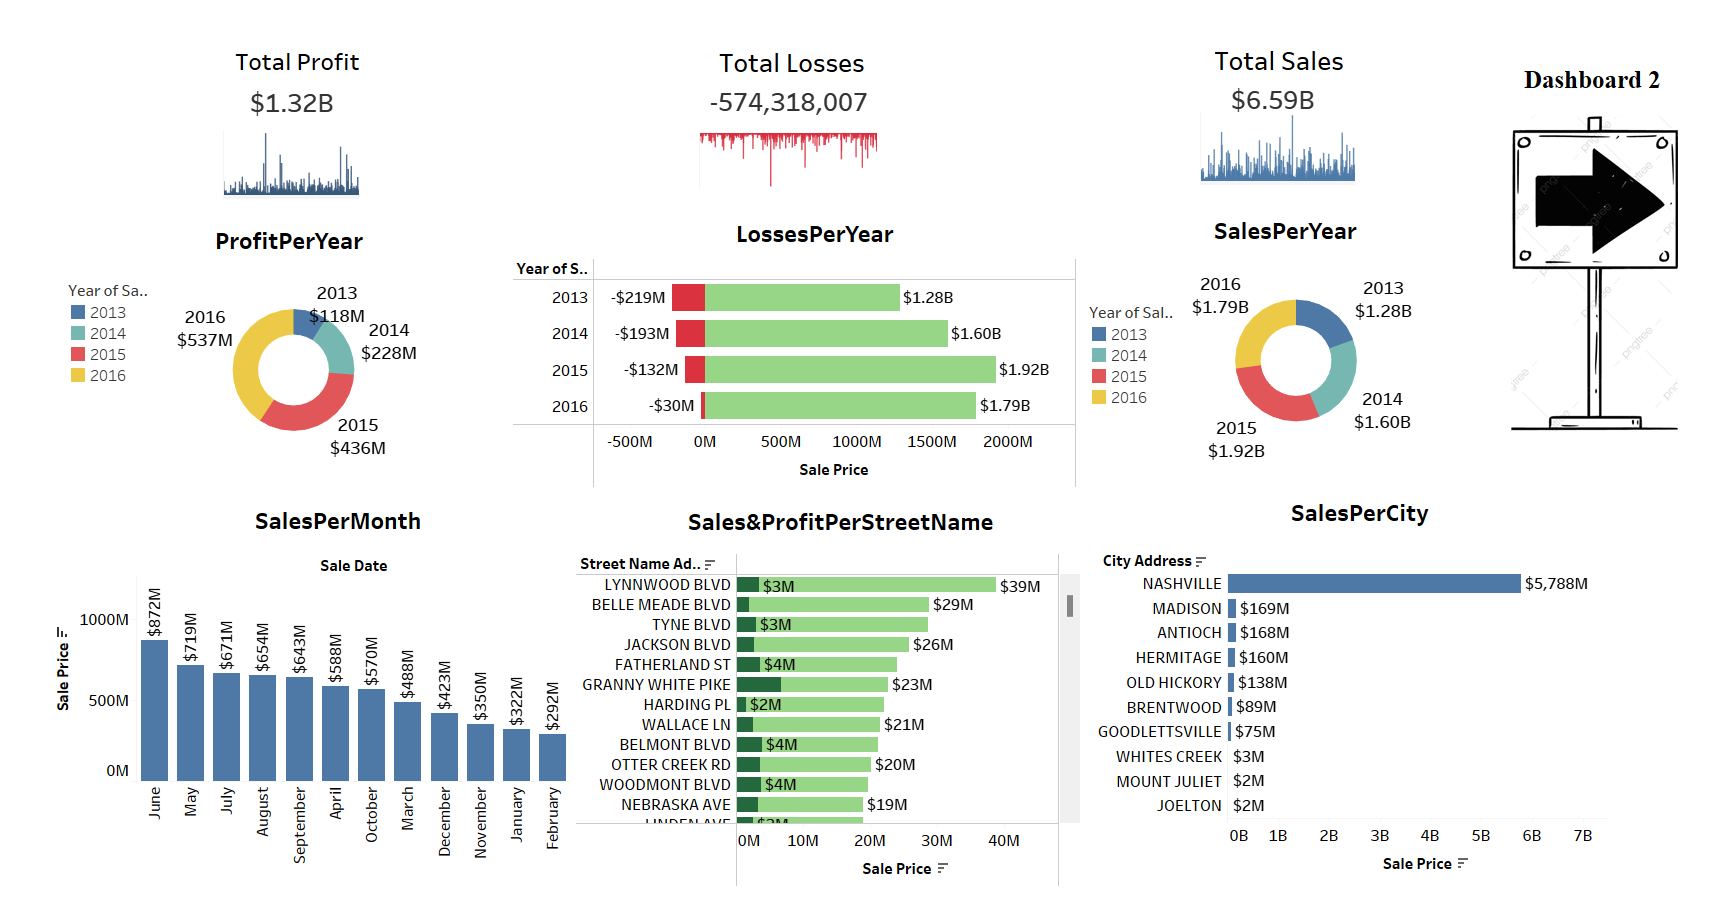 Total Profit
$1.32B
Total Losses
-574,318,007
Total Sales
$6.59B
Dashboard 2
ProfitPerYear
Year of Sa..
2013
2014
2015
2016
2013
$118M
2014
$228M
2015
$436M
2016
$537M
LossesPerYear
Year of S..
2013 -$219M $1.28B
2014 -$193M $1.60B
2015 -$132M $1.92B
2016 -$30M $1.79B
-500M 0M 500M 1000M 1500M 2000M
Sale Price
SalesPerYear
Year of Sal..
2013
2014
2015
2016
2013
$1.28B
2014
$1.60B
2015
$1.92B
2016
$1.79B
pngtree
SalesPerMonth
Sale Date
Sale Price
1000M
500M
0M
$872M $719M $671M $654M $643M $588M $570M $488M $423M $350M $322M $292M
June May July August September April October March December November January February
Sales&ProfitPerStreetName
Street Name Ad..
LYNNWOOD BLVD $3M $39M
BELLE MEADE BLVD $29M
TYNE BLVD $3M
JACKSON BLVD $26M
FATHERLAND ST $4M
GRANNY WHITE PIKE $23M
HARDING PL $2M
WALLACE LN $21M
BELMONT BLVD $4M
OTTER CREEK RD $20M
WOODMONT BLVD $4M
NEBRASKA AVE $19M
0M 10M 20M 30M 40M
Sale Price
SalesPerCity
City Address
NASHVILLE $5,788M
MADISON $169M
ANTIOCH $168M
HERMITAGE $160M
OLD HICKORY $138M
BRENTWOOD $89M
GOODLETTSVILLE $75M
WHITES CREEK $3M
MOUNT JULIET $2M
JOELTON $2M
0B 1B 2B 3B 4B 5B 6B 7B
Sale Price